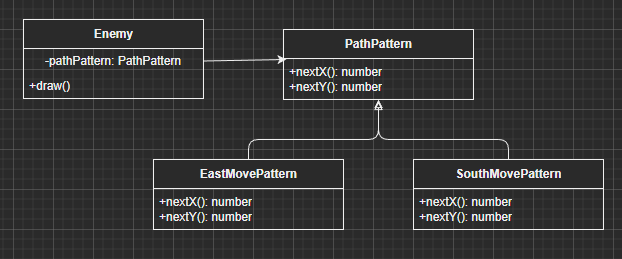 Enemy
-pathPattern: PathPattern
+draw()
PathPattern
+nextX(): number
+nextY(): number
EastMovePattern
+nextX(): number
+nextY(): number
SouthMovePattern
+nextX(): number
+nextY(): number